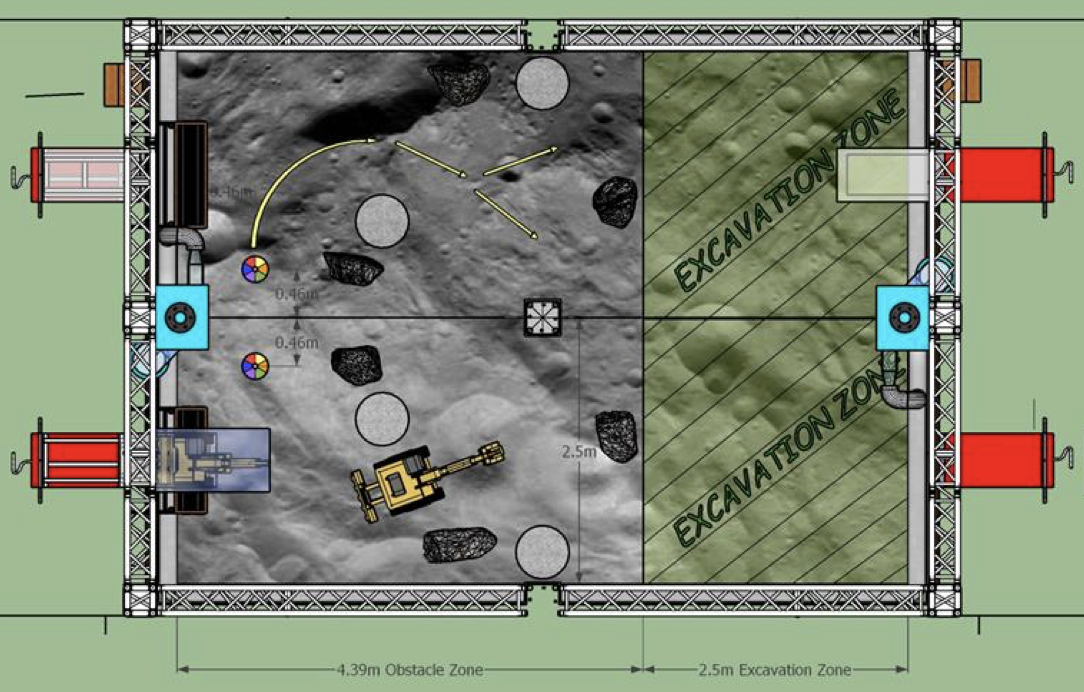 EXCAVATION ZONE
0.46m
0.46m
0.46m
2.5m
EXCAVATION ZONE
4.39m Obstacle Zone
2.5m Excavation Zone